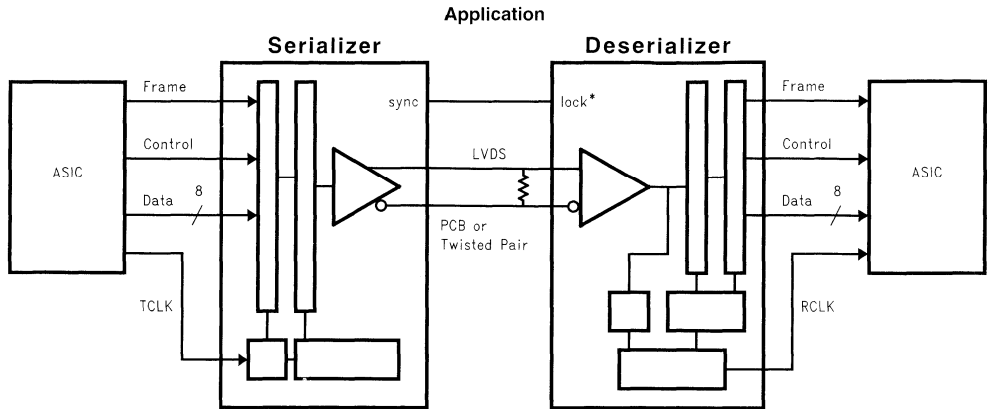 Application
Serializer
Deserializer
Frame
Control
Data
8
TCLK
ASIC
sync
lock*
LVDS
PCB or
Twisted Pair
Frame
Control
Data
8
RCLK
ASIC